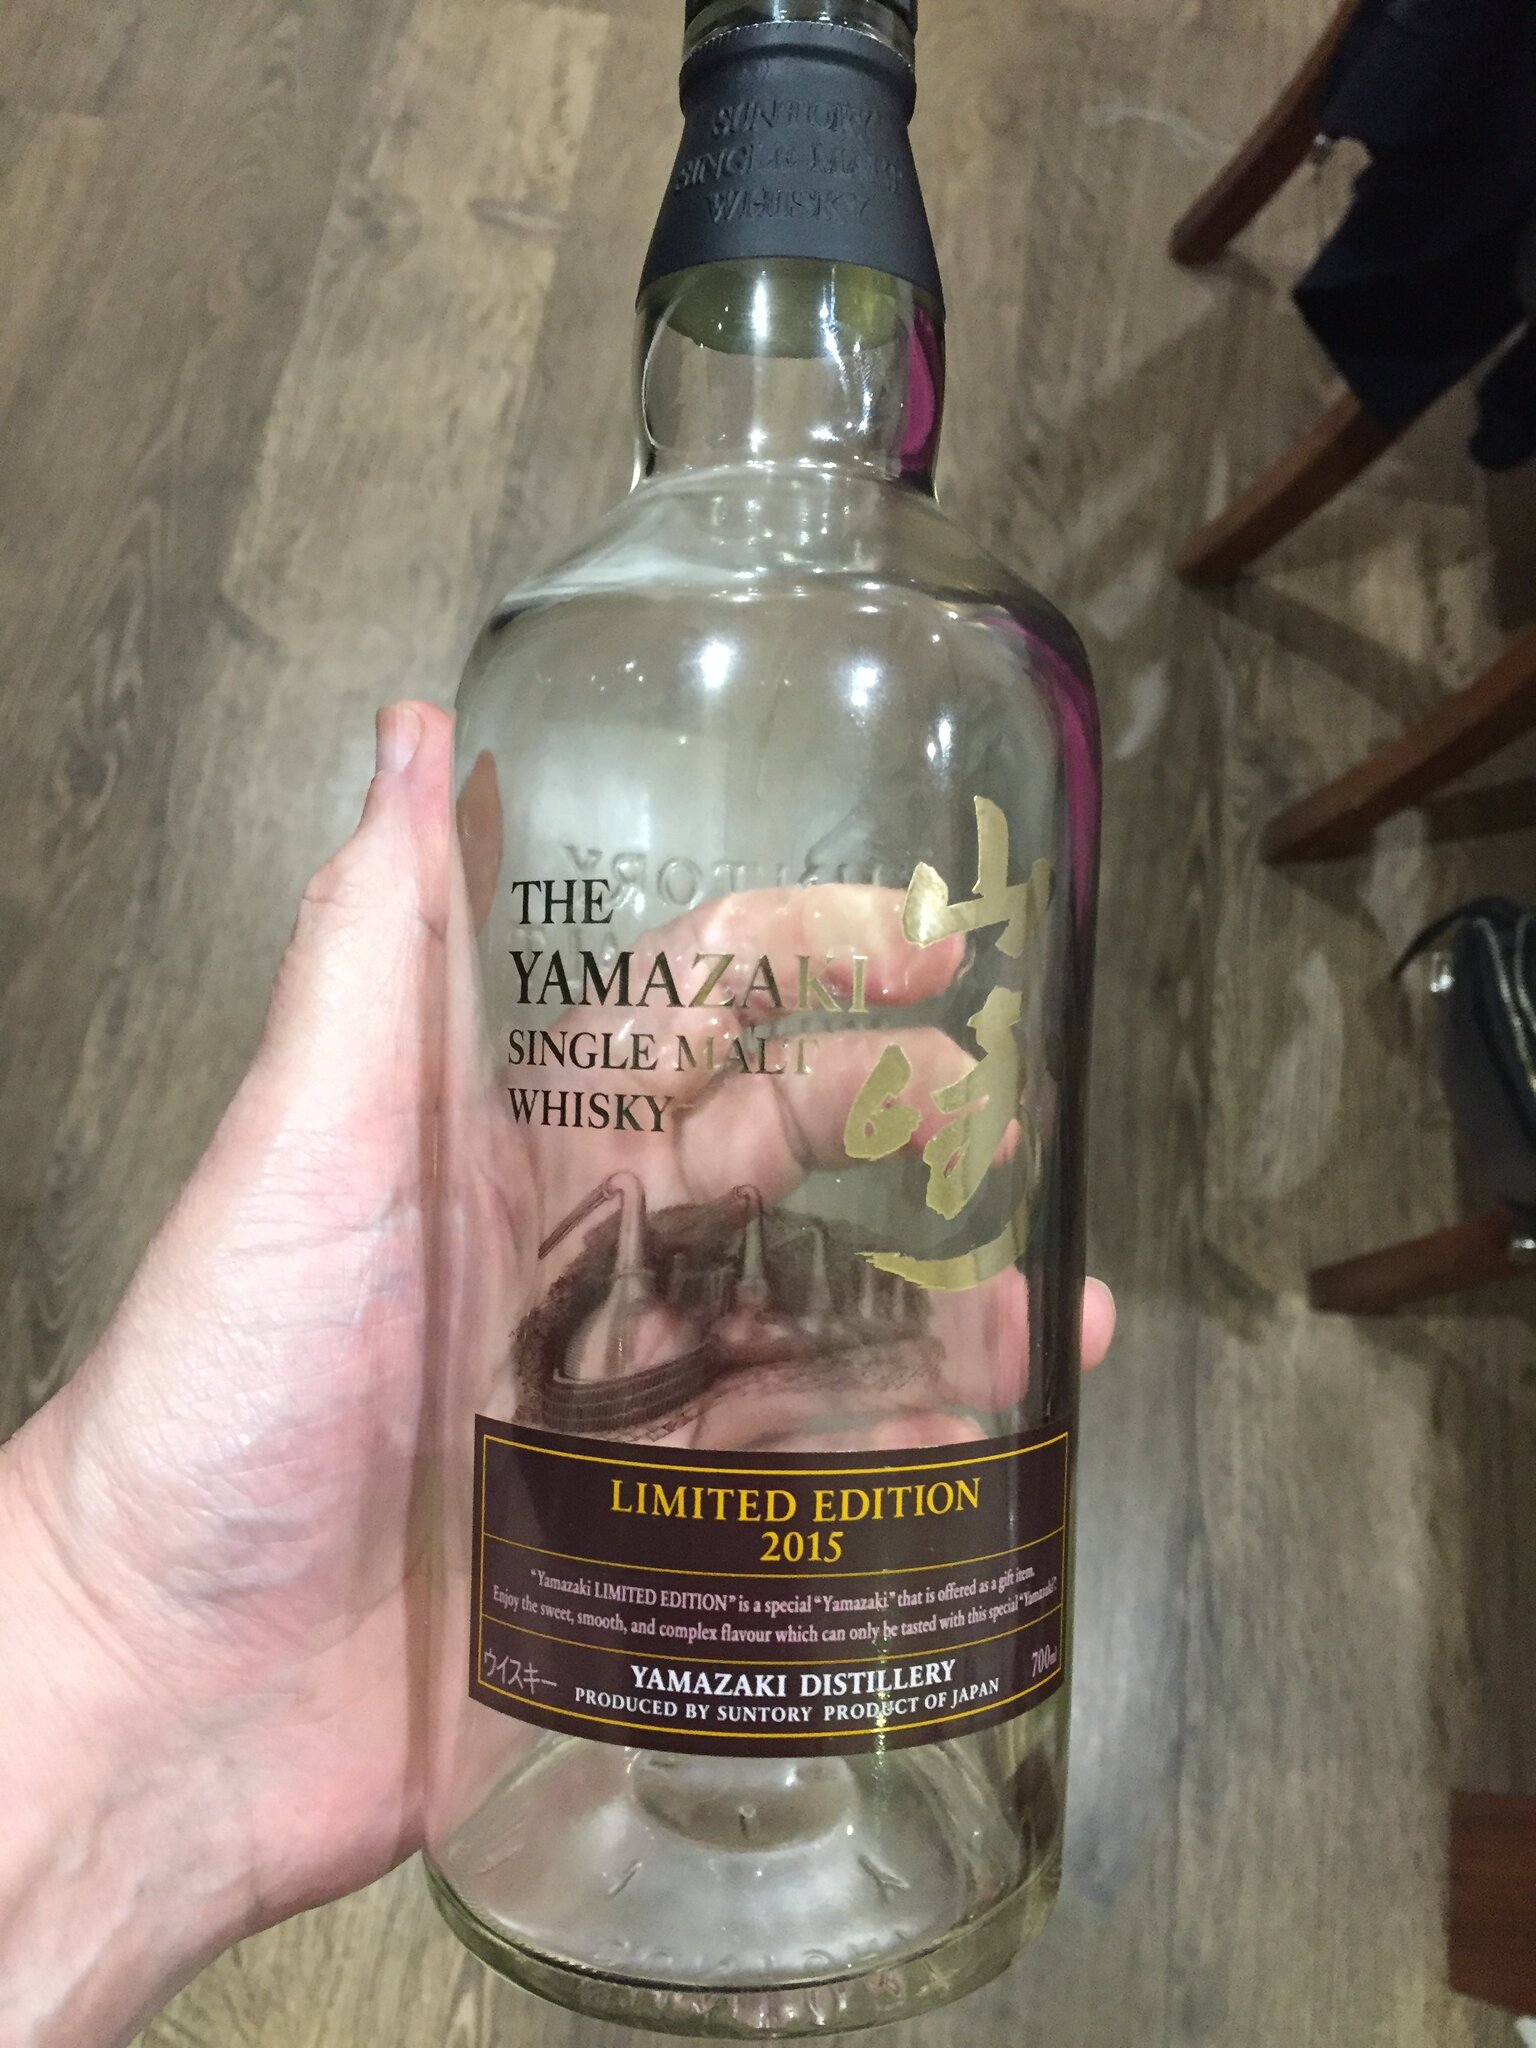 SUNTORY
SINGLE MALT
WHISKY
SUNTORY
THE
YAMAZAKI
SINGLE MALT
WHISKY
山崎
LIMITED EDITION
2015
“Yamazaki LIMITED EDITION” is a special “Yamazaki” that is offered as a gift item.
Enjoy the sweet, smooth, and complex flavour which can only be tasted with this special “Yamazaki”.
ウイスキー
YAMAZAKI DISTILLERY
700ml
PRODUCED BY SUNTORY PRODUCT OF JAPAN